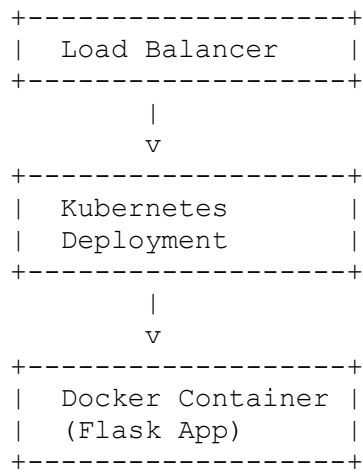 +-------------------+
|  Load Balancer    |
+-------------------+
        |
        v
+-------------------+
|  Kubernetes       |
|  Deployment       |
+-------------------+
        |
        v
+-------------------+
|  Docker Container |
|  (Flask App)      |
+-------------------+